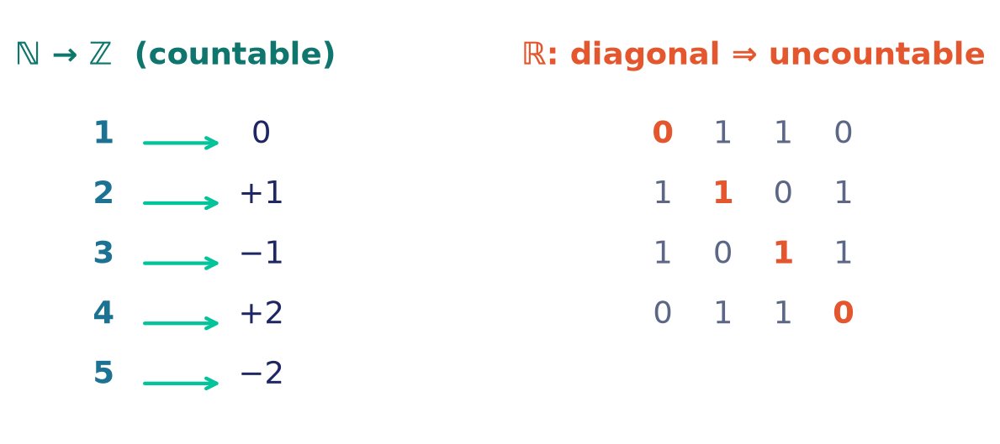 ℕ → ℤ (countable)
1 → 0
2 → +1
3 → −1
4 → +2
5 → −2
ℝ: diagonal ⇒ uncountable
0 1 1 0
1 1 0 1
1 0 1 1
0 1 1 0